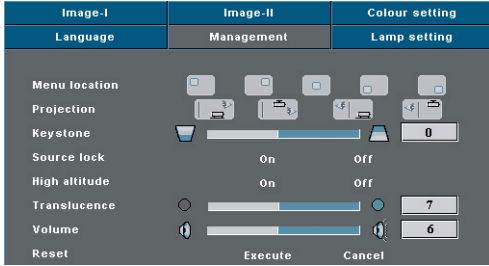 Image-I Image-II Colour setting
Language Management Lamp setting
Menu location
Projection
Keystone 0
Source lock On Off
High altitude On Off
Translucence 7
Volume 6
Reset Execute Cancel